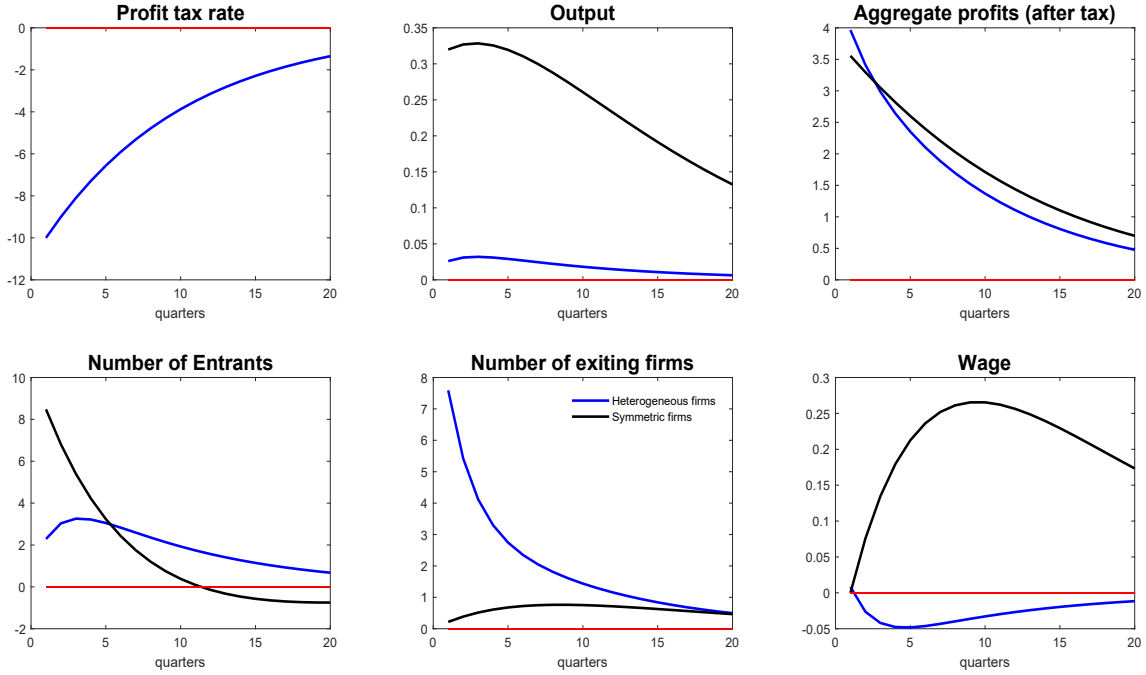 Profit tax rate
0
-2
-4
-6
-8
-10
-12
0 5 10 15 20
Output
0.35
0.3
0.25
0.2
0.15
0.1
0.05
0
0 5 10 15 20
quarters
Aggregate profits (after tax)
4
3.5
3
2.5
2
1.5
1
0.5
0
0 5 10 15 20
quarters
Number of Entrants
10
8
6
4
2
0
-2
0 5 10 15 20
quarters
Number of exiting firms
8
7
6
5
4
3
2
1
0
Heterogeneous firms
Symmetric firms
0 5 10 15 20
quarters
Wage
0.3
0.25
0.2
0.15
0.1
0.05
0
-0.05
0 5 10 15 20
quarters
quarters